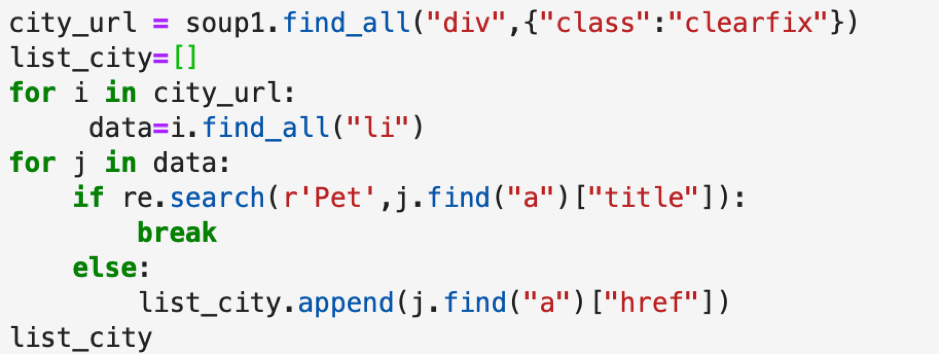 city_url = soup1.find_all("div",{"class":"clearfix"})
list_city=[]
for i in city_url:
     data=i.find_all("li")
for j in data:
    if re.search(r'Pet',j.find("a")["title"]):
        break
    else:
        list_city.append(j.find("a")["href"])
list_city